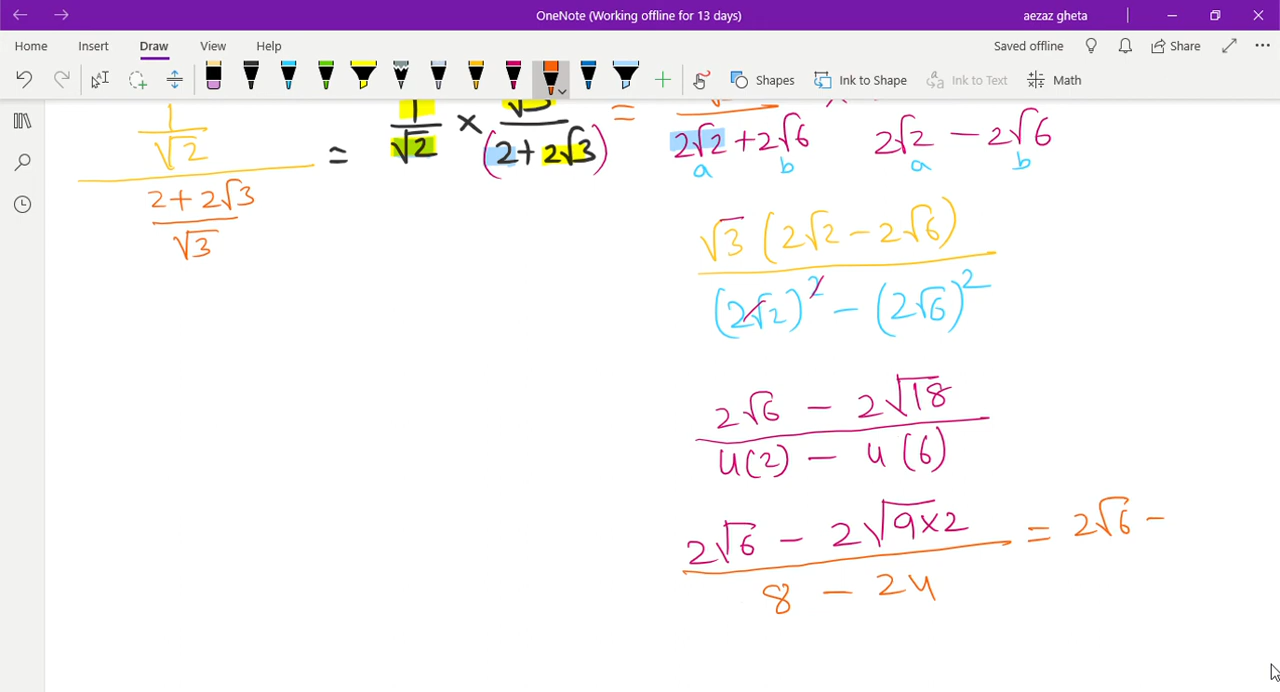 OneNote (Working offline for 13 days)
aezaz gheta
Home Insert Draw View Help
Saved offline
Share
Shapes
Ink to Shape
Ink to Text
Math
1/√2
2 + 2√3
√3
=
1/√2 × √3/(2 + 2√3) =
2√2 + 2√6 2√2 − 2√6
a b a b
√3 (2√2 − 2√6)
(2√2)² − (2√6)²
2√6 − 2√18
4(2) − 4(6)
2√6 − 2√9×2 = 2√6 −
8 − 24